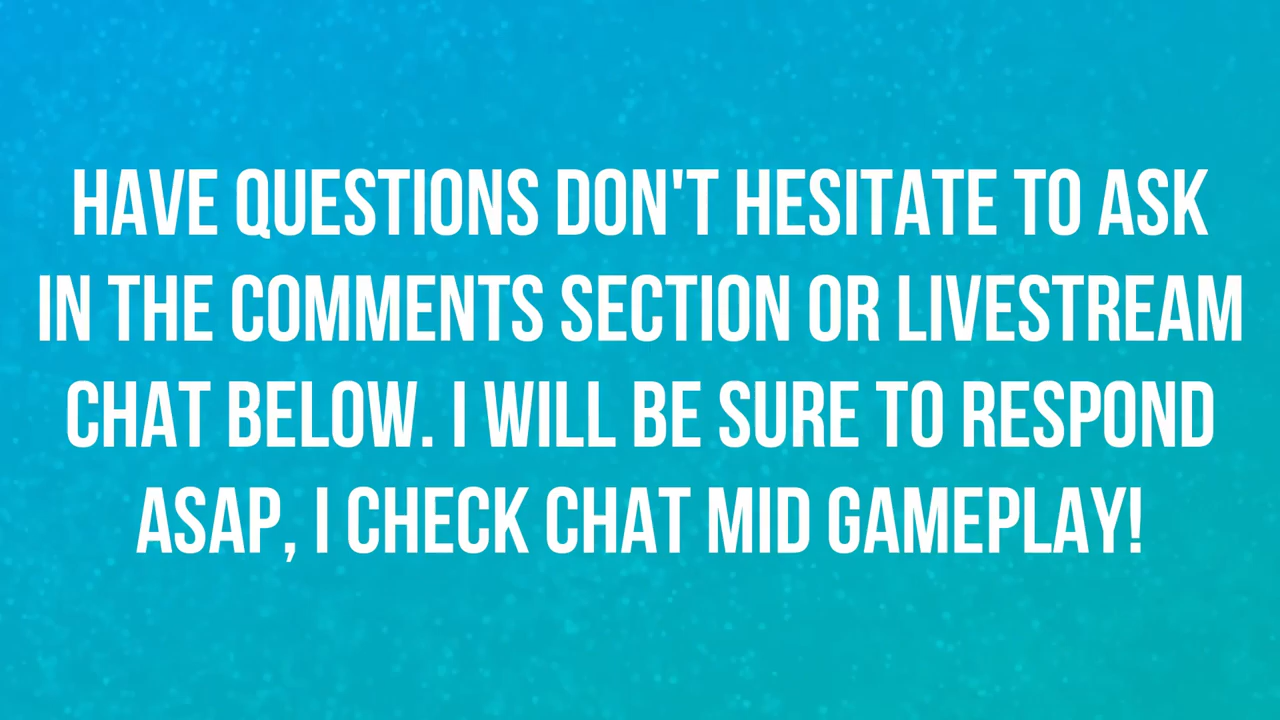 HAVE QUESTIONS DON'T HESITATE TO ASK
IN THE COMMENTS SECTION OR LIVESTREAM
CHAT BELOW. I WILL BE SURE TO RESPOND
ASAP, I CHECK CHAT MID GAMEPLAY!